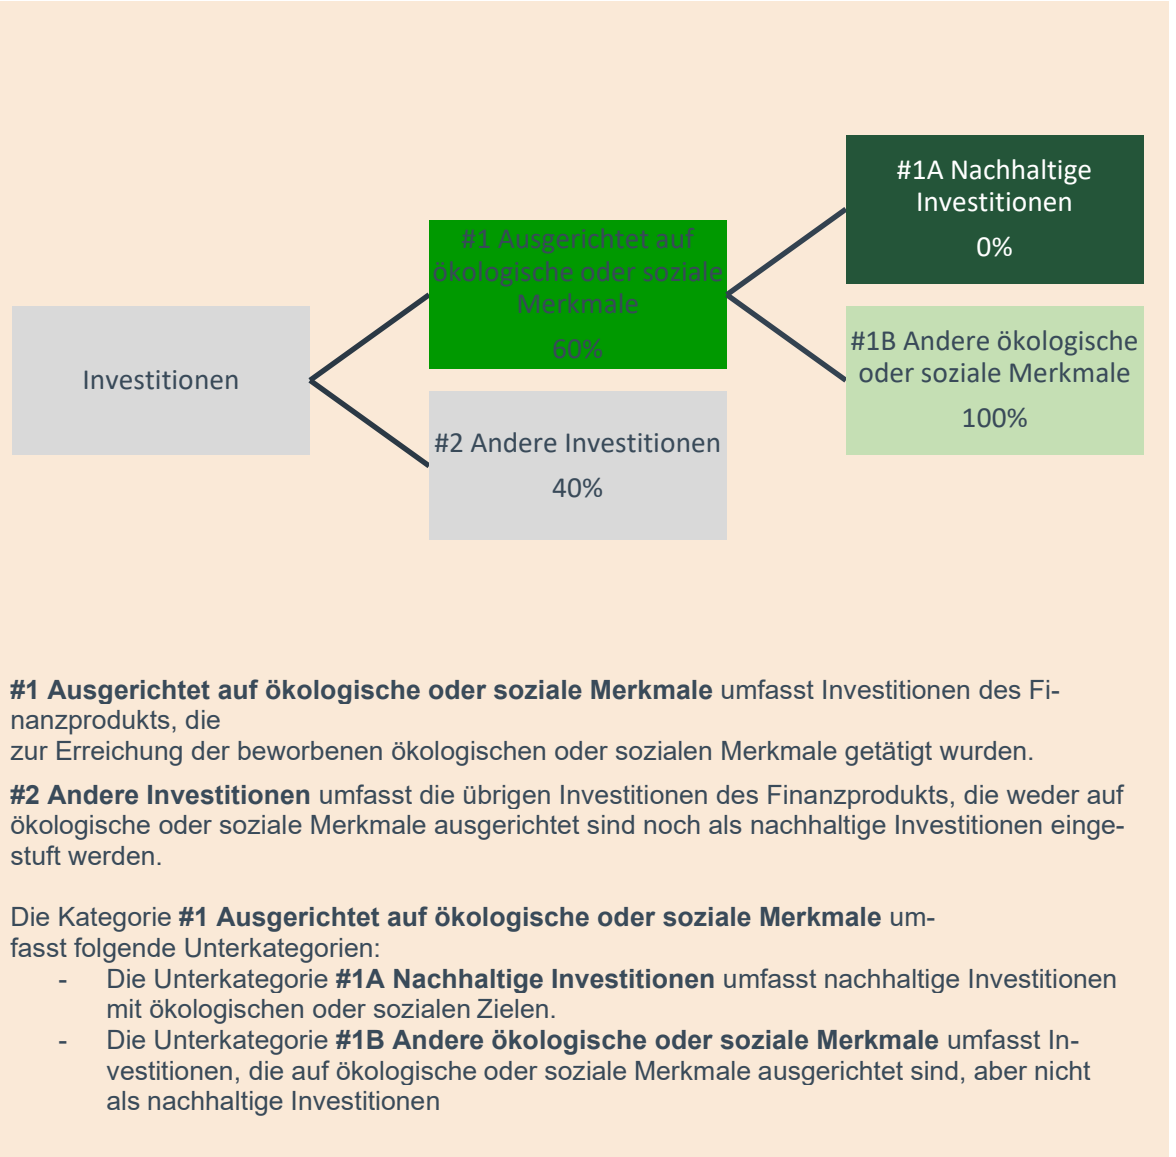 #1A Nachhaltige
Investitionen
0%
#1 Ausgerichtet auf
ökologische oder soziale
Merkmale
60%
#1B Andere ökologische
oder soziale Merkmale
100%
Investitionen
#2 Andere Investitionen
40%
#1 Ausgerichtet auf ökologische oder soziale Merkmale umfasst Investitionen des Fi-
nanzprodukts, die
zur Erreichung der beworbenen ökologischen oder sozialen Merkmale getätigt wurden.
#2 Andere Investitionen umfasst die übrigen Investitionen des Finanzprodukts, die weder auf
ökologische oder soziale Merkmale ausgerichtet sind noch als nachhaltige Investitionen einge-
stuft werden.
Die Kategorie #1 Ausgerichtet auf ökologische oder soziale Merkmale um-
fasst folgende Unterkategorien:
- Die Unterkategorie #1A Nachhaltige Investitionen umfasst nachhaltige Investitionen
mit ökologischen oder sozialen Zielen.
- Die Unterkategorie #1B Andere ökologische oder soziale Merkmale umfasst In-
vestitionen, die auf ökologische oder soziale Merkmale ausgerichtet sind, aber nicht
als nachhaltige Investitionen